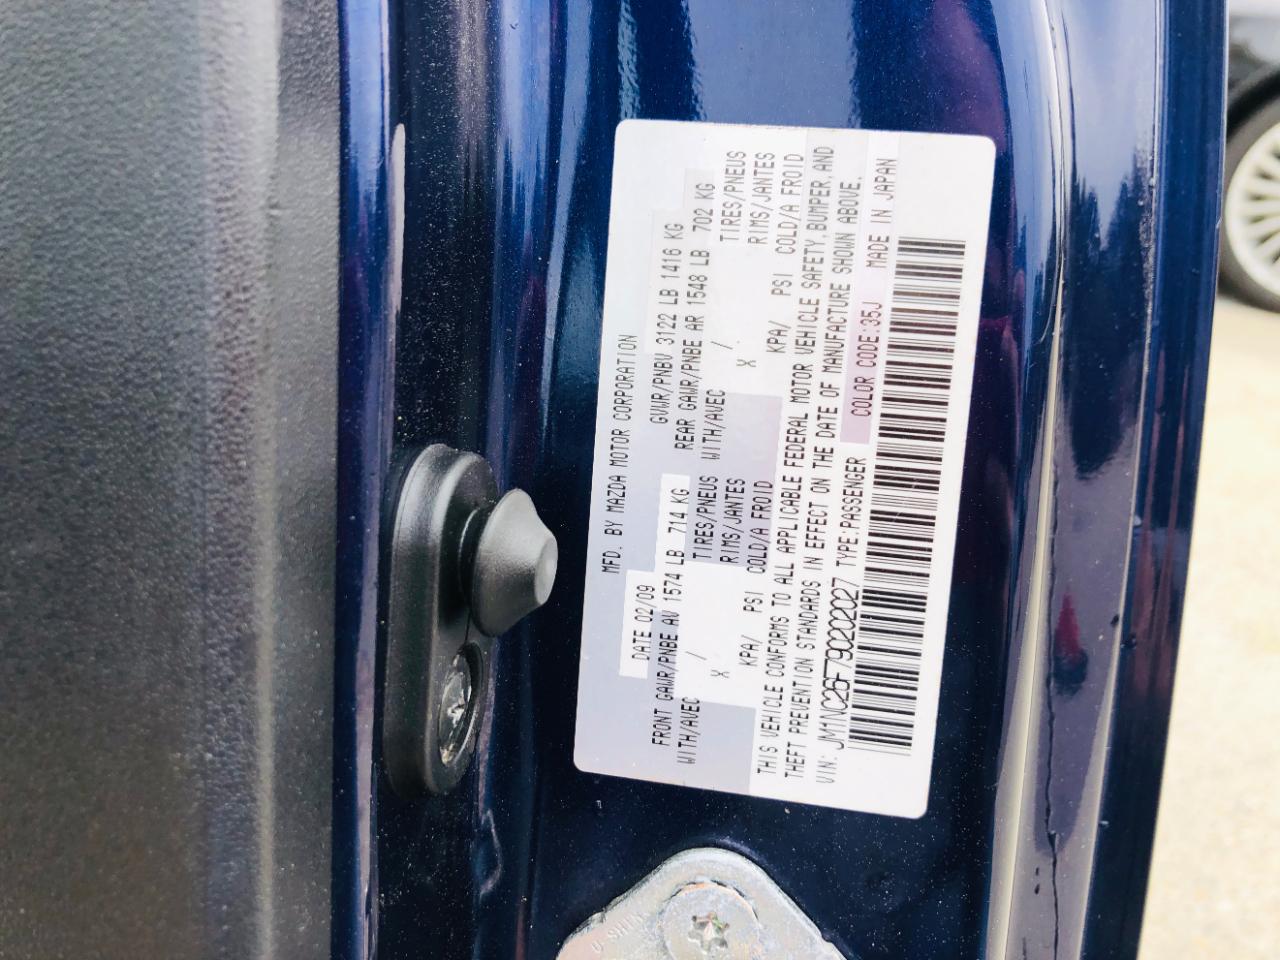 MFD. BY MAZDA MOTOR CORPORATION
DATE 02/09 GVWR/PNBV 3122 LB 1416 KG
FRONT GAWR/PNBE AV 1574 LB 714 KG REAR GAWR/PNBE AR 1548 LB 702 KG
WITH/AVEC TIRES/PNEUS WITH/AVEC TIRES/PNEUS
X / RIMS/JANTES X / RIMS/JANTES
KPA/ PSI COLD/A FROID KPA/ PSI COLD/A FROID
THIS VEHICLE CONFORMS TO ALL APPLICABLE FEDERAL MOTOR VEHICLE SAFETY, BUMPER, AND
THEFT PREVENTION STANDARDS IN EFFECT ON THE DATE OF MANUFACTURE SHOWN ABOVE.
VIN: JM1NC26F790202027 TYPE:PASSENGER COLOR CODE:35J MADE IN JAPAN